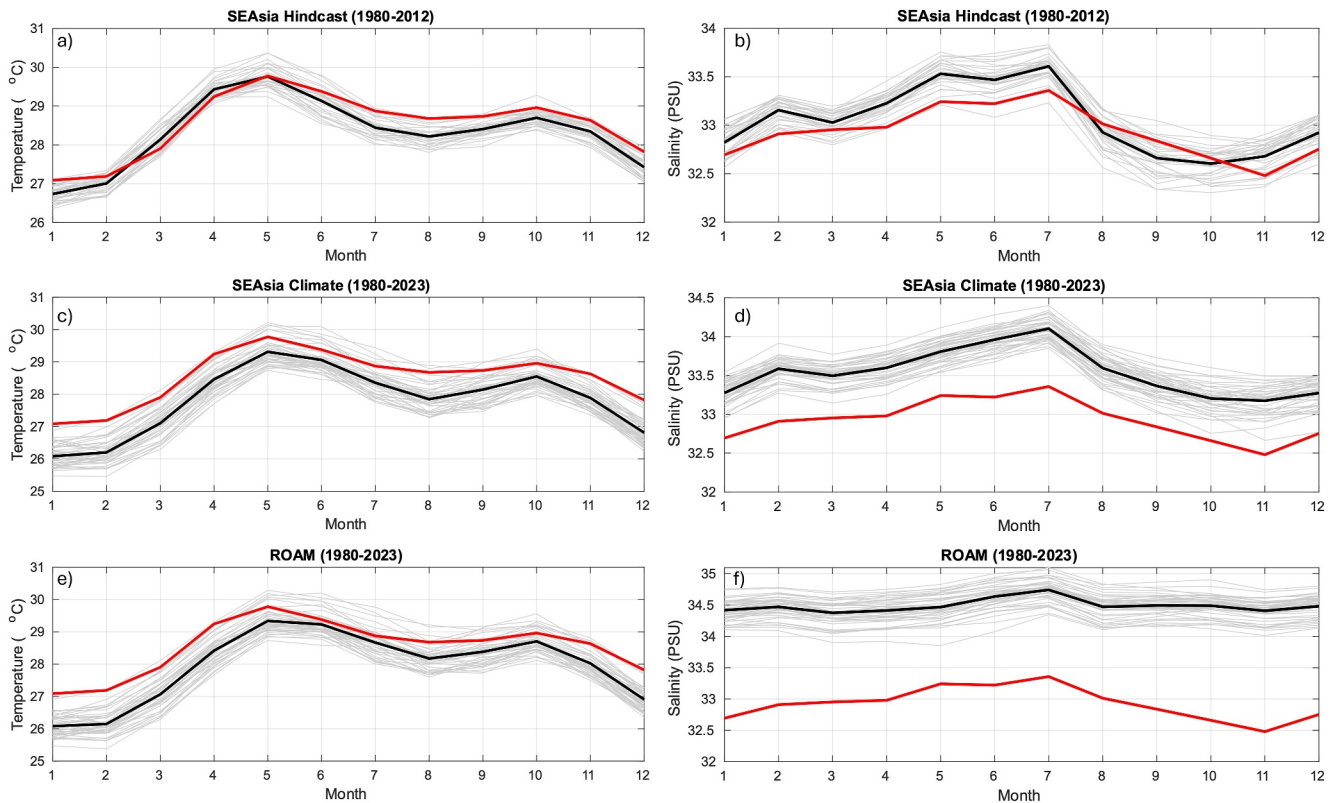 SEAsia Hindcast (1980-2012)
a)
Temperature ( °C)
31
30
29
28
27
26
1 2 3 4 5 6 7 8 9 10 11 12
Month
SEAsia Hindcast (1980-2012)
b)
Salinity (PSU)
34
33.5
33
32.5
32
1 2 3 4 5 6 7 8 9 10 11 12
Month
SEAsia Climate (1980-2023)
c)
Temperature ( °C)
31
30
29
28
27
26
25
1 2 3 4 5 6 7 8 9 10 11 12
Month
SEAsia Climate (1980-2023)
d)
Salinity (PSU)
34.5
34
33.5
33
32.5
32
1 2 3 4 5 6 7 8 9 10 11 12
Month
ROAM (1980-2023)
e)
Temperature ( °C)
31
30
29
28
27
26
25
1 2 3 4 5 6 7 8 9 10 11 12
Month
ROAM (1980-2023)
f)
Salinity (PSU)
35
34.5
34
33.5
33
32.5
32
1 2 3 4 5 6 7 8 9 10 11 12
Month